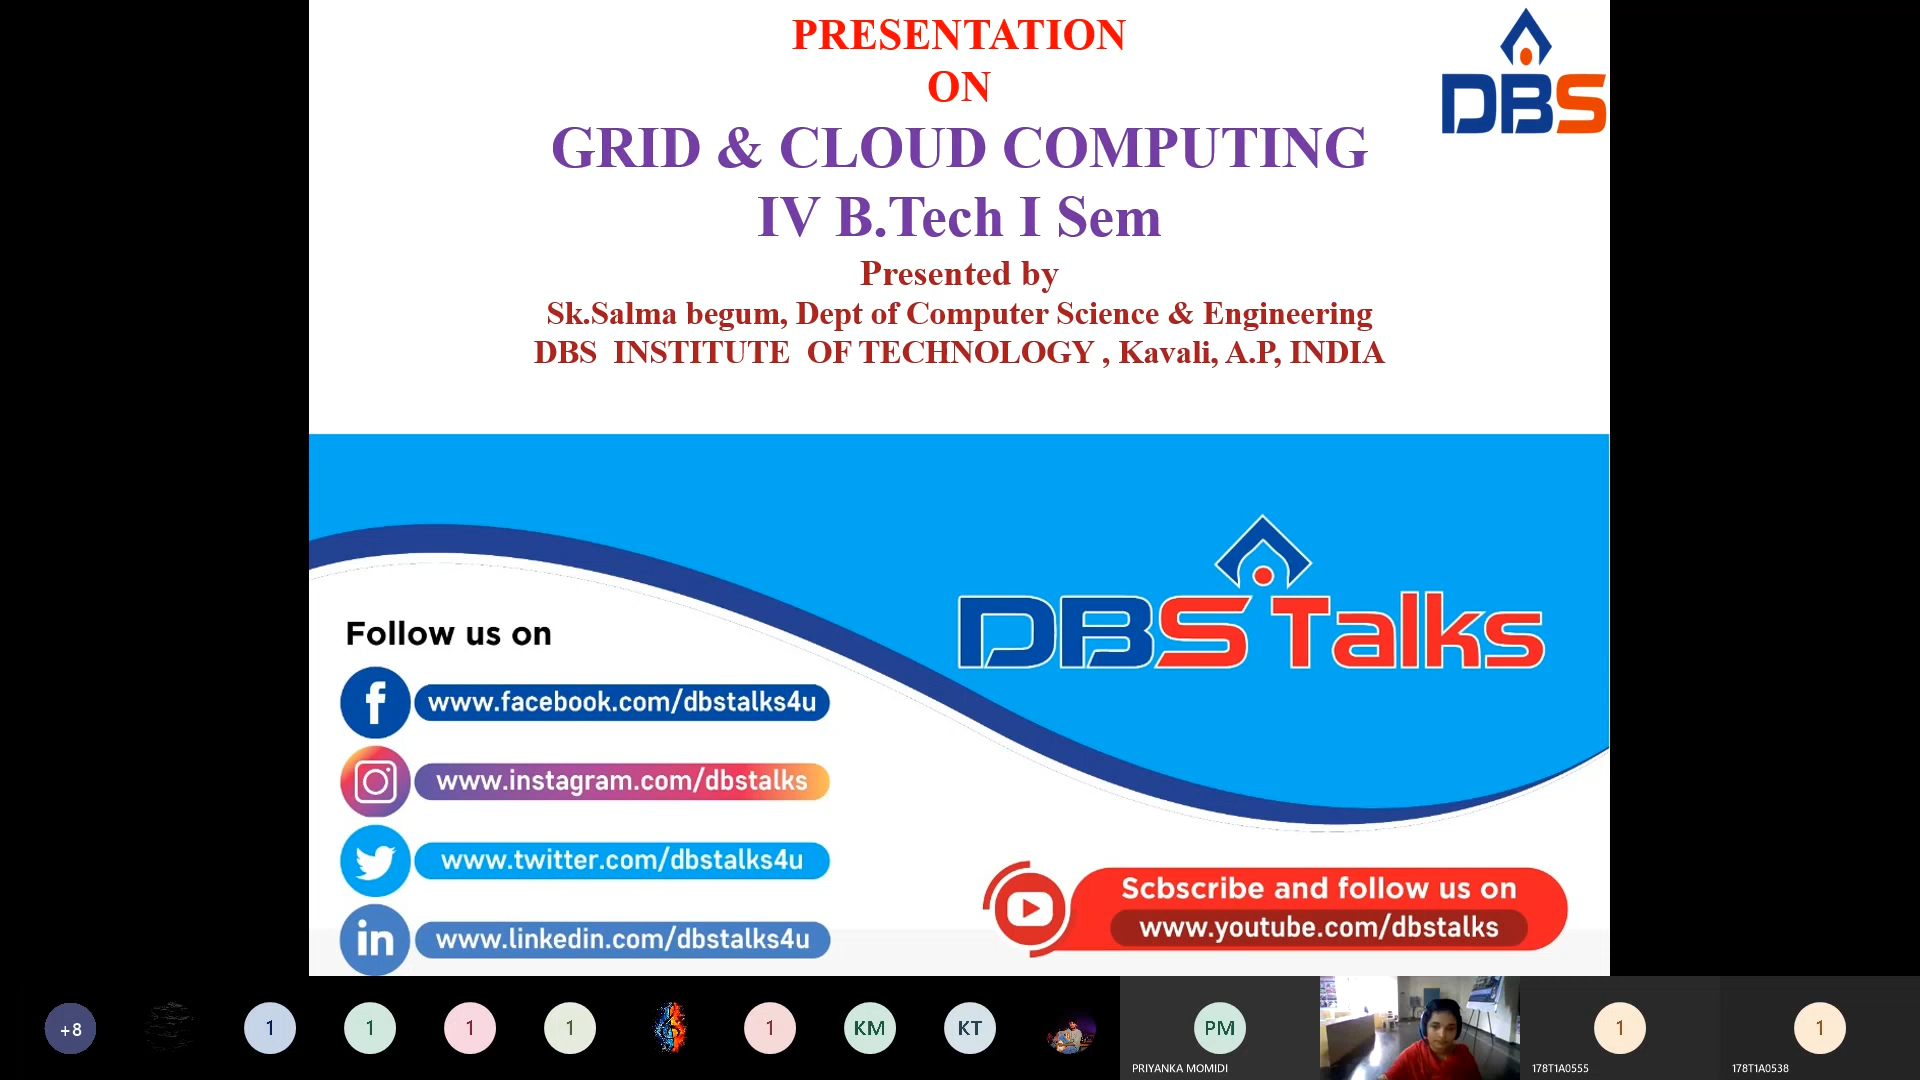 PRESENTATION
ON
GRID & CLOUD COMPUTING
IV B.Tech I Sem
Presented by
Sk.Salma begum, Dept of Computer Science & Engineering
DBS INSTITUTE OF TECHNOLOGY , Kavali, A.P, INDIA
DBS
DBS Talks
Follow us on
www.facebook.com/dbstalks4u
www.instagram.com/dbstalks
www.twitter.com/dbstalks4u
www.linkedin.com/dbstalks4u
Scbscribe and follow us on
www.youtube.com/dbstalks
+8
1
1
1
1
1
KM
KT
PM
PRIYANKA MOMIDI
1
178T1A0555
1
178T1A0538